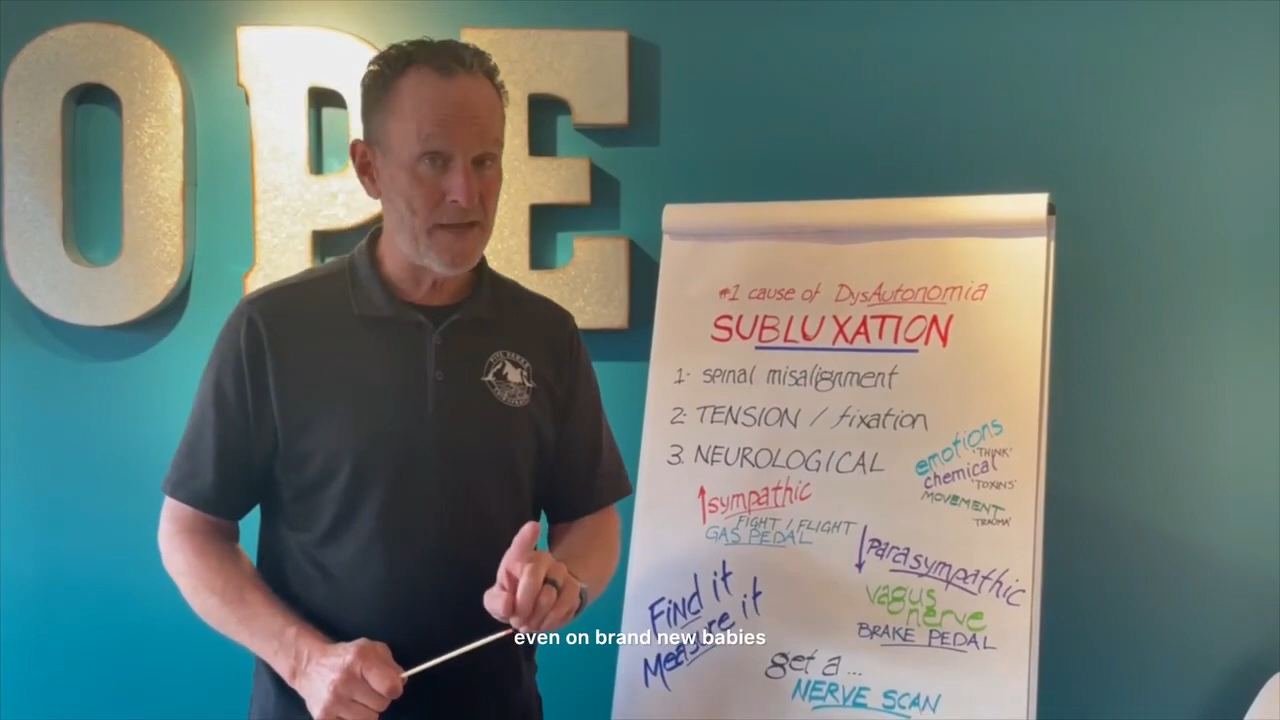 OPE
#1 cause of DysAutonomia
SUBLUXATION
1- spinal misalignment
2- TENSION / fixation
3. NEUROLOGICAL
emotions
'THINK'
chemical
'TOXINS'
MOVEMENT
'TRAUMA'
↑sympathic
FIGHT / FLIGHT
GAS PEDAL
↓parasympathic
vagus
nerve
BRAKE PEDAL
Find it
Measure it
get a...
NERVE SCAN
even on brand new babies